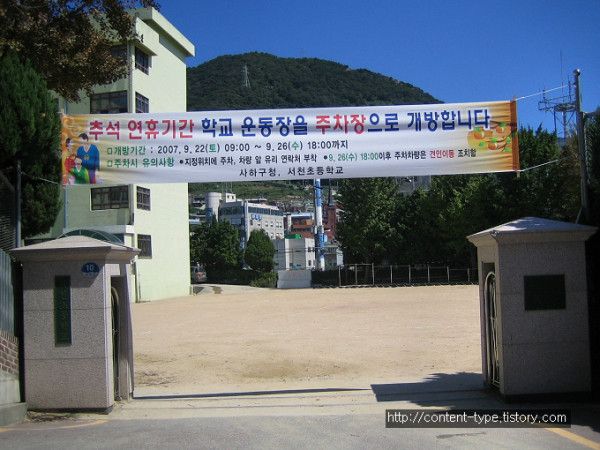 추석 연휴기간 학교 운동장을 주차장으로 개방합니다
□개방기간 : 2007, 9,22(토) 09:00 ~ 9,26(수) 18:00까지
□주차시 유의사항 •지정위치에 주차, 차량 앞 유리 연락처 부착 •9,26(수) 18:00이후 주차차량은 견인이동 조치함
사하구청, 서천초등학교
10
http://content-type.tistory.com